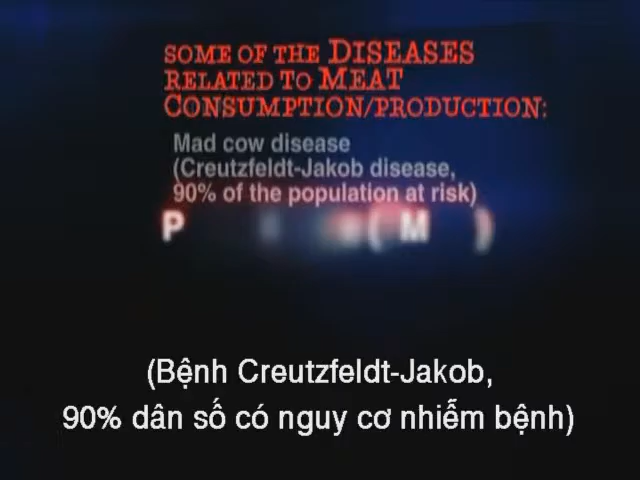 SOME OF THE DISEASES
RELATED TO MEAT
CONSUMPTION/PRODUCTION:
Mad cow disease
(Creutzfeldt-Jakob disease,
90% of the population at risk)
(Bệnh Creutzfeldt-Jakob,
90% dân số có nguy cơ nhiễm bệnh)